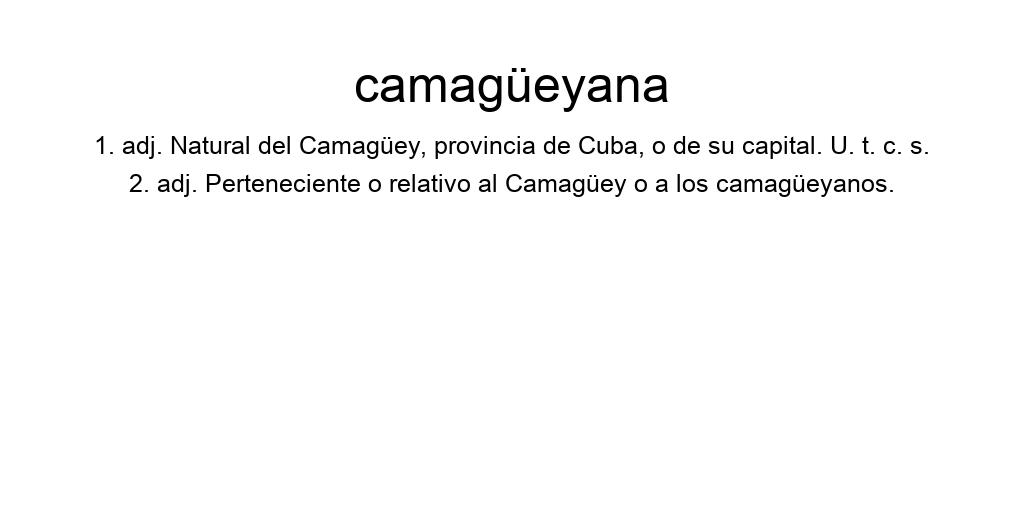 camagüeyana
1. adj. Natural del Camagüey, provincia de Cuba, o de su capital. U. t. c. s.
2. adj. Perteneciente o relativo al Camagüey o a los camagüeyanos.